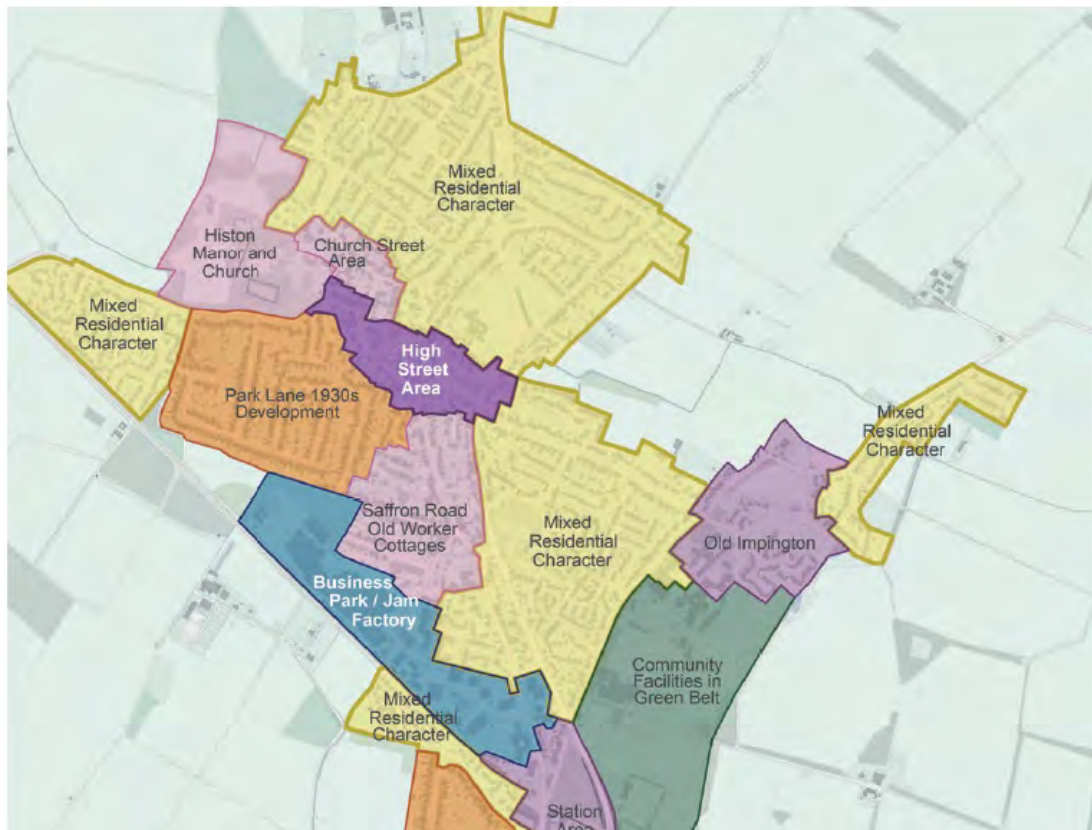 Mixed
Residential
Character
Histon
Manor and
Church
Church Street
Area
Mixed
Residential
Character
High
Street
Area
Park Lane 1930s
Development
Mixed
Residential
Character
Saffron Road
Old Worker
Cottages
Mixed
Residential
Character
Old Impington
Business
Park / Jam
Factory
Community
Facilities in
Green Belt
Mixed
Residential
Character
Station
Area